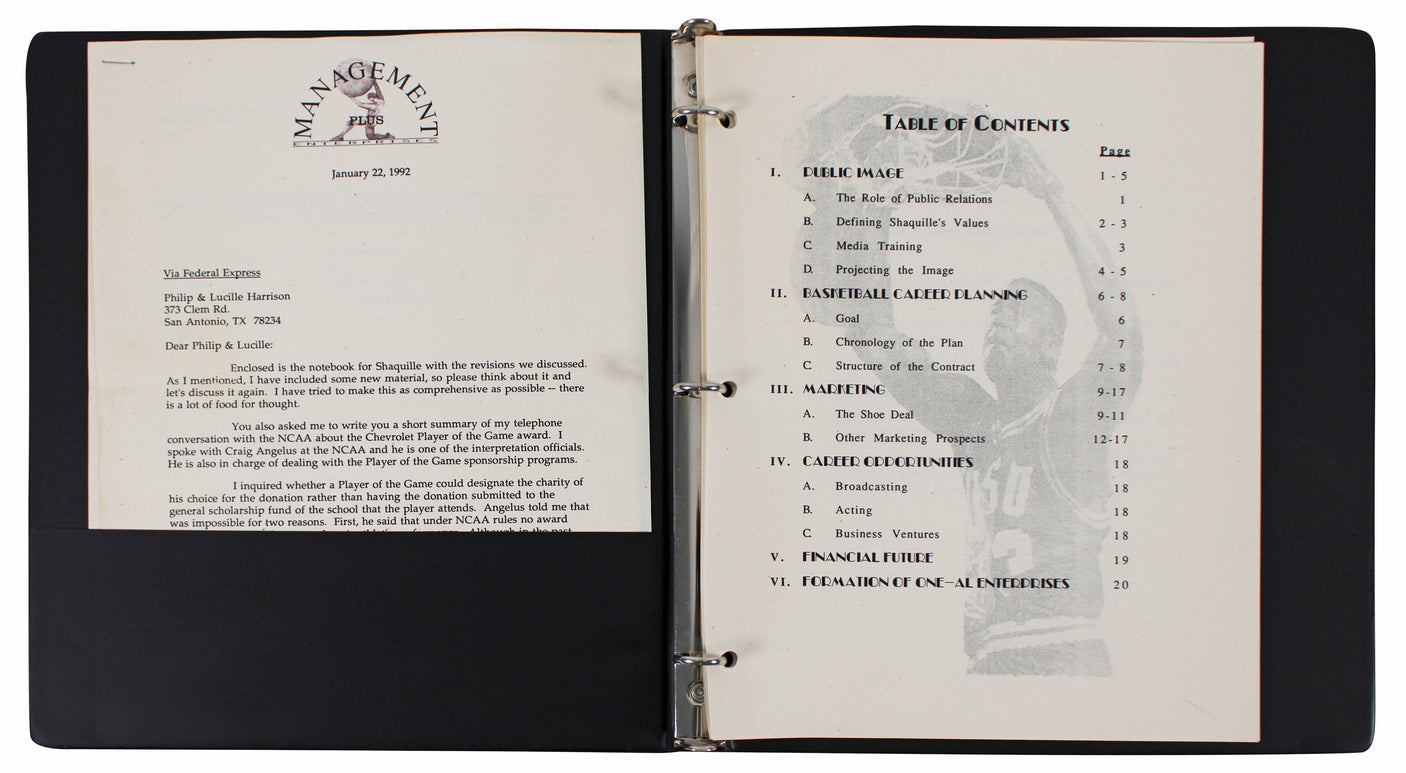 MANAGEMENT
PLUS
ENTERPRISES
January 22, 1992
Via Federal Express
Philip & Lucille Harrison
373 Clem Rd.
San Antonio, TX 78234
Dear Philip & Lucille:
Enclosed is the notebook for Shaquille with the revisions we discussed.
As I mentioned, I have included some new material, so please think about it and
let's discuss it again. I have tried to make this as comprehensive as possible -- there
is a lot of food for thought.
You also asked me to write you a short summary of my telephone
conversation with the NCAA about the Chevrolet Player of the Game award. I
spoke with Craig Angelus at the NCAA and he is one of the interpretation officials.
He is also in charge of dealing with the Player of the Game sponsorship programs.
I inquired whether a Player of the Game could designate the charity of
his choice for the donation rather than having the donation submitted to the
general scholarship fund of the school that the player attends. Angelus told me that
was impossible for two reasons. First, he said that under NCAA rules no award
Although in the past
TABLE OF CONTENTS
Page
I. PUBLIC IMAGE 1 - 5
A. The Role of Public Relations 1
B. Defining Shaquille's Values 2 - 3
C Media Training 3
D. Projecting the Image 4 - 5
II. BASKETBALL CAREER PLANNING 6 - 8
A. Goal 6
B. Chronology of the Plan 7
C Structure of the Contract 7 - 8
III. MARKETING 9-17
A. The Shoe Deal 9-11
B. Other Marketing Prospects 12-17
IV. CAREER OPPORTUNITIES 18
A. Broadcasting 18
B. Acting 18
C Business Ventures 18
V. FINANCIAL FUTURE 19
VI. FORMATION OF ONE-AL ENTERPRISES 20